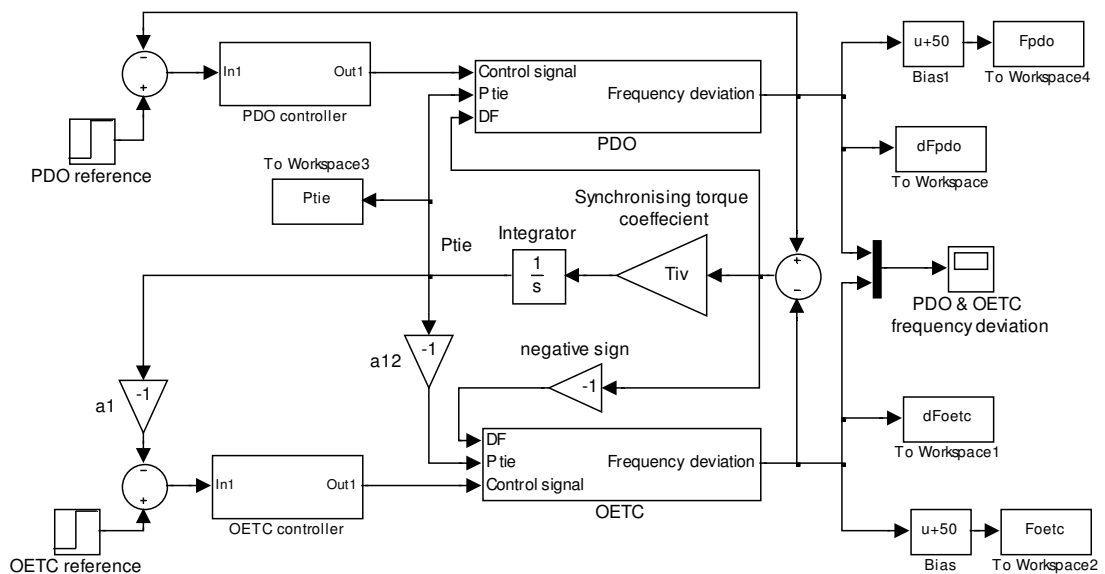 u+50
Fpdo
Bias1
To Workspace4
−
+
In1
Out1
PDO controller
Control signal
Ptie
DF
Frequency deviation
PDO
PDO reference
dFpdo
To Workspace
To Workspace3
Ptie
Synchronising torque
coeffecient
Ptie
Integrator
1
s
Tiv
+
−
PDO & OETC
frequency deviation
-1
a12
negative sign
-1
-1
a1
dFoetc
To Workspace1
DF
Ptie
Control signal
Frequency deviation
OETC
−
+
In1
Out1
OETC controller
OETC reference
u+50
Foetc
Bias
To Workspace2